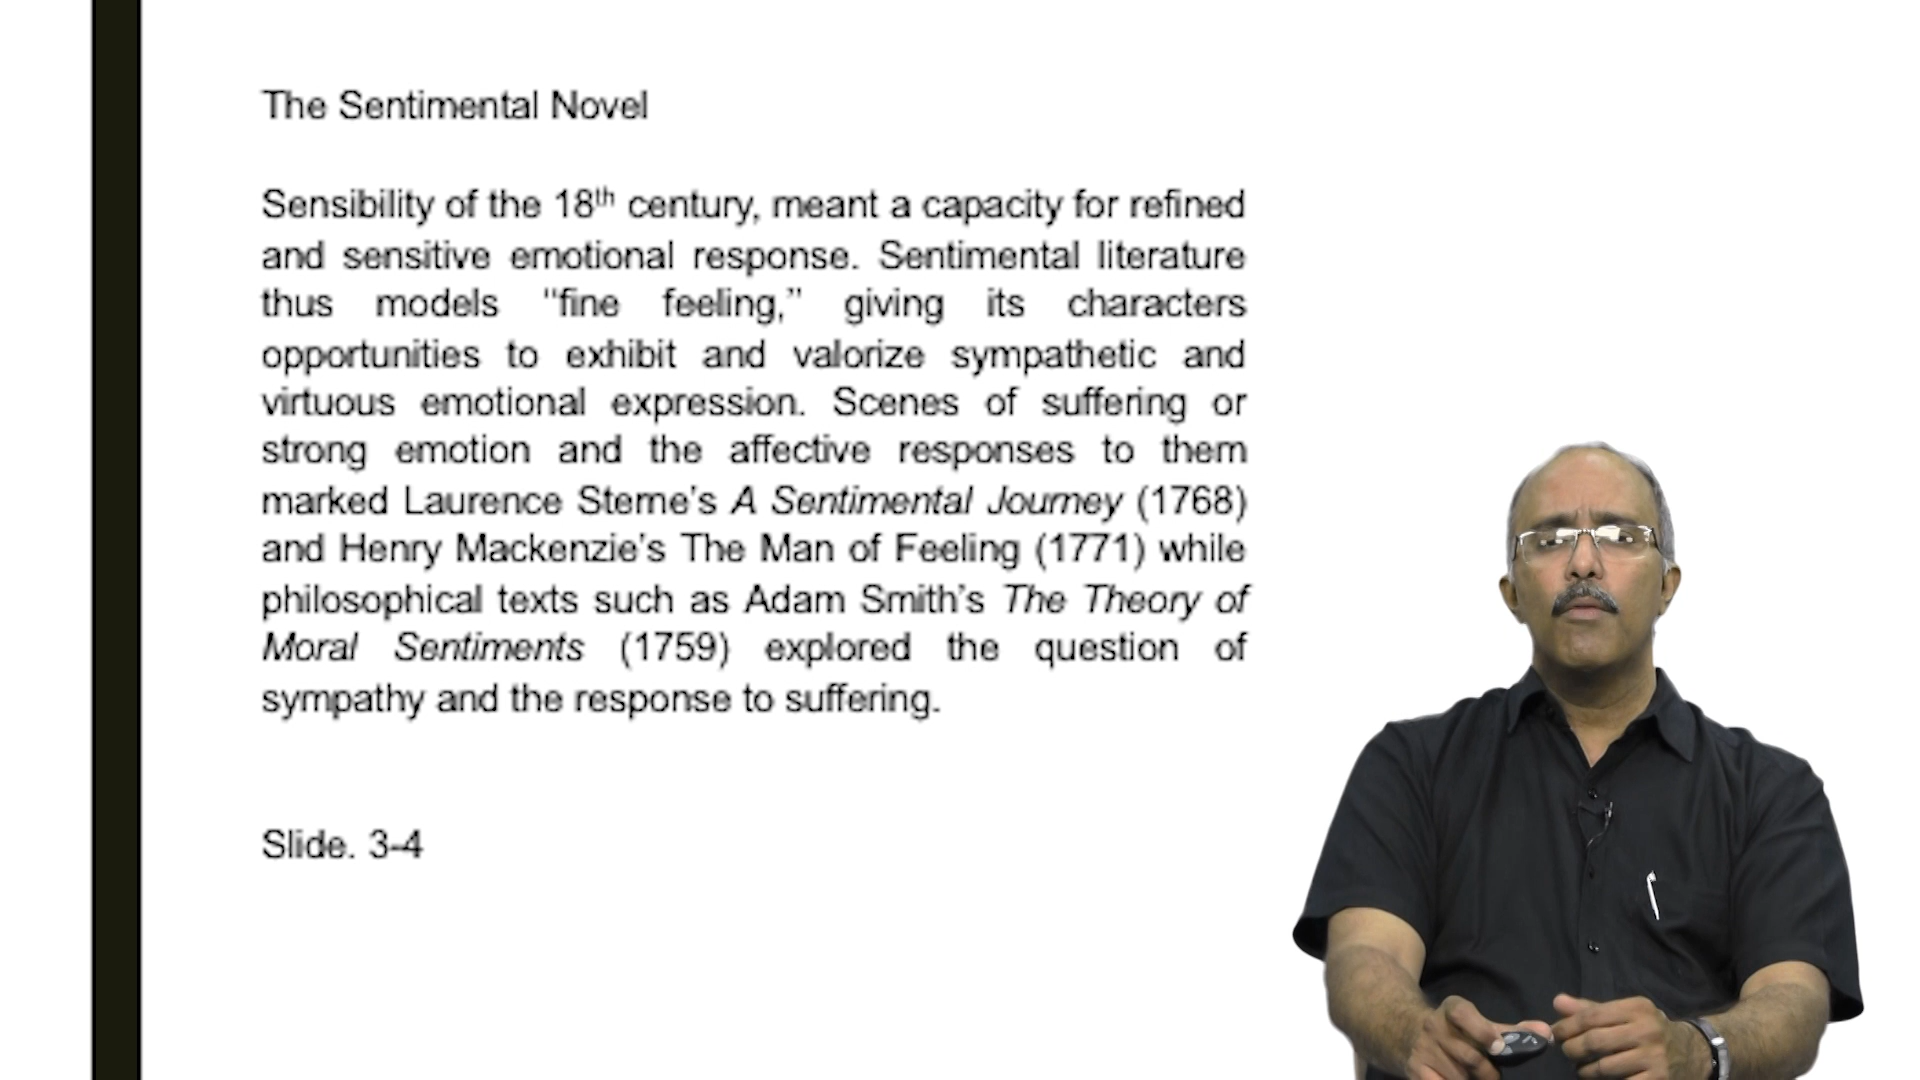 The Sentimental Novel
Sensibility of the 18th century, meant a capacity for refined
and sensitive emotional response. Sentimental literature
thus models "fine feeling," giving its characters
opportunities to exhibit and valorize sympathetic and
virtuous emotional expression. Scenes of suffering or
strong emotion and the affective responses to them
marked Laurence Sterne's A Sentimental Journey (1768)
and Henry Mackenzie's The Man of Feeling (1771) while
philosophical texts such as Adam Smith's The Theory of
Moral Sentiments (1759) explored the question of
sympathy and the response to suffering.
Slide. 3-4